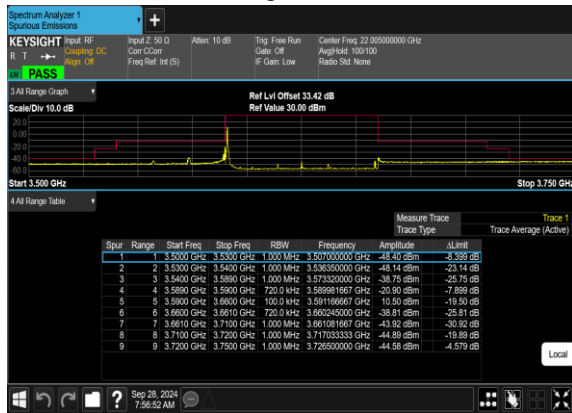 Spectrum Analyzer 1
Spurious Emissions
+
KEYSIGHT Input: RF Input Z: 50 Ω Atten: 10 dB Trig: Free Run Center Freq: 22.005000000 GHz
R T Coupling: DC Corr CCorr Gate: Off Avg|Hold: 100/100
Align: Off Freq Ref: Int (S) IF Gain: Low Radio Std: None
PASS
3 All Range Graph
Ref Lvl Offset 33.42 dB
Scale/Div 10.0 dB Ref Value 30.00 dBm
20.0
0.00
-20.0
-40.0
-60.0
Start 3.500 GHz Stop 3.750 GHz
4 All Range Table
Measure Trace Trace 1
Trace Type Trace Average (Active)
Spur Range Start Freq Stop Freq RBW Frequency Amplitude ΔLimit
1 1 3.5000 GHz 3.5300 GHz 1.000 MHz 3.507000000 GHz -48.40 dBm -8.399 dB
2 2 3.5300 GHz 3.5400 GHz 1.000 MHz 3.536350000 GHz -48.14 dBm -23.14 dB
3 3 3.5400 GHz 3.5890 GHz 1.000 MHz 3.573320000 GHz -38.75 dBm -25.75 dB
4 4 3.5890 GHz 3.5900 GHz 720.0 kHz 3.589981667 GHz -20.90 dBm -7.899 dB
5 5 3.5900 GHz 3.6600 GHz 100.0 kHz 3.591166667 GHz 10.50 dBm -19.50 dB
6 6 3.6600 GHz 3.6610 GHz 720.0 kHz 3.660245000 GHz -38.81 dBm -25.81 dB
7 7 3.6610 GHz 3.7100 GHz 1.000 MHz 3.661081667 GHz -43.92 dBm -30.92 dB
8 8 3.7100 GHz 3.7200 GHz 1.000 MHz 3.717033333 GHz -44.89 dBm -19.89 dB
9 9 3.7200 GHz 3.7500 GHz 1.000 MHz 3.726500000 GHz -44.58 dBm -4.579 dB
Local
? Sep 28, 2024
7:56:52 AM